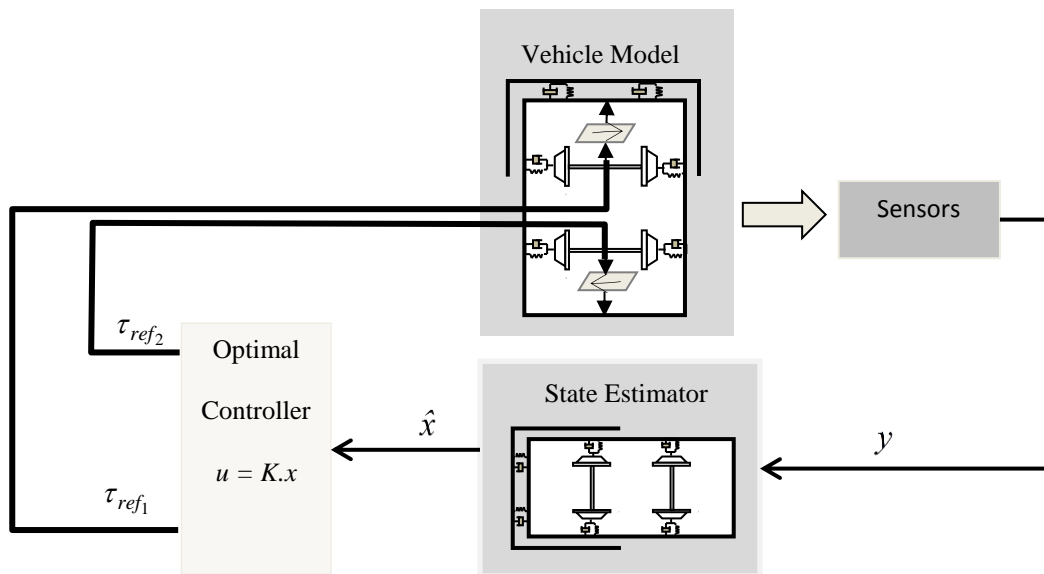 Vehicle Model
Sensors
τref2
Optimal
Controller
u = K.x
τref1
State Estimator
x̂
y